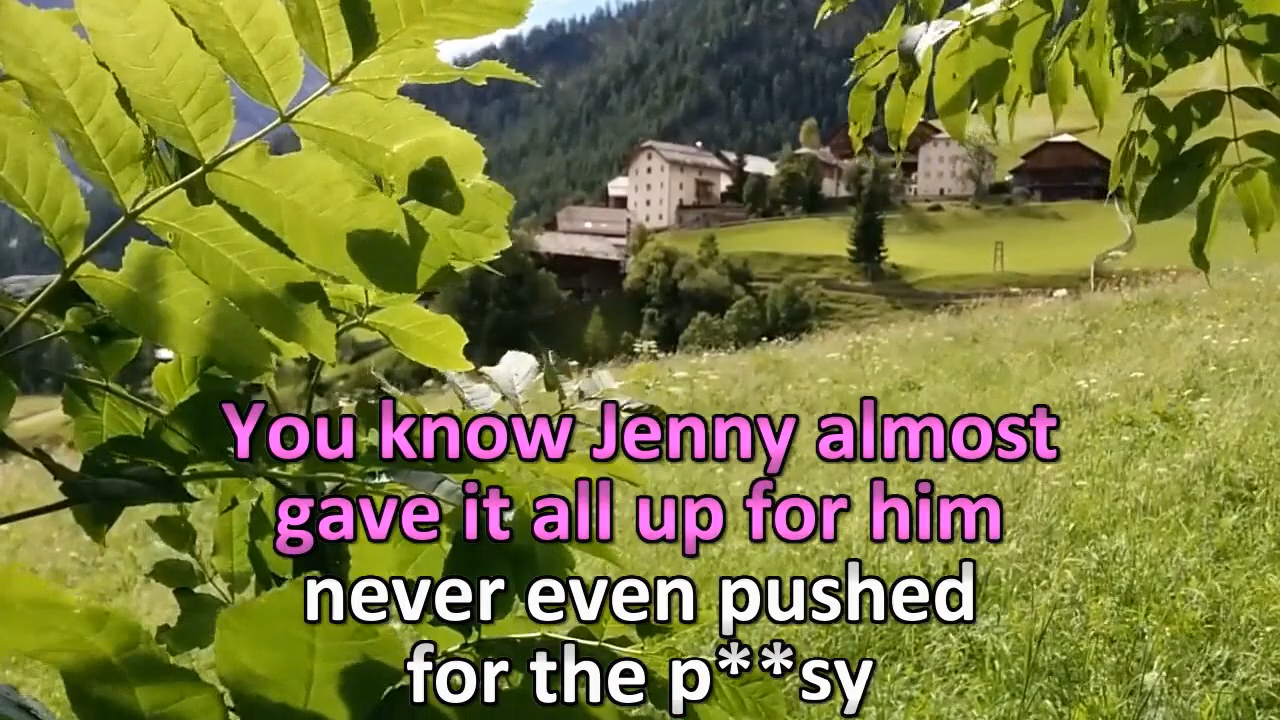 You know Jenny almost
gave it all up for him
never even pushed
for the p**sy